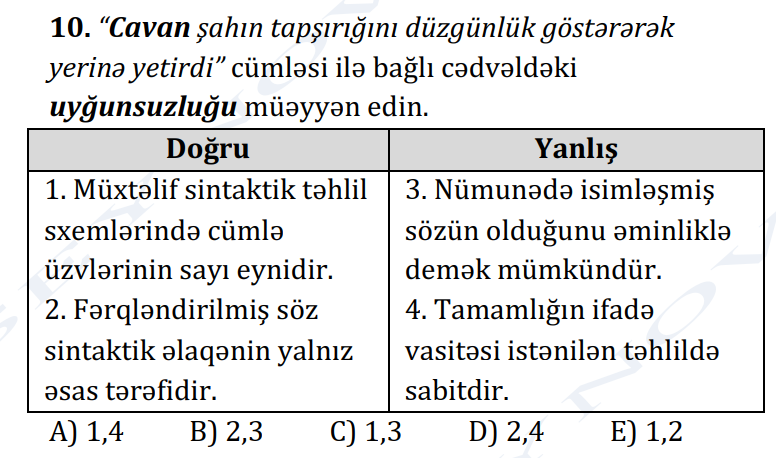 10. “Cavan şahın tapşırığını düzgünlük göstərərək
yerinə yetirdi” cümləsi ilə bağlı cədvəldəki
uyğunsuzluğu müəyyən edin.
Doğru
1. Müxtəlif sintaktik təhlil
sxemlərində cümlə
üzvlərinin sayı eynidir.
2. Fərqləndirilmiş söz
sintaktik əlaqənin yalnız
əsas tərəfidir.
Yanlış
3. Nümunədə isimləşmiş
sözün olduğunu əminliklə
demək mümkündür.
4. Tamamlığın ifadə
vasitəsi istənilən təhlildə
sabitdir.
A) 1,4 B) 2,3 C) 1,3 D) 2,4 E) 1,2